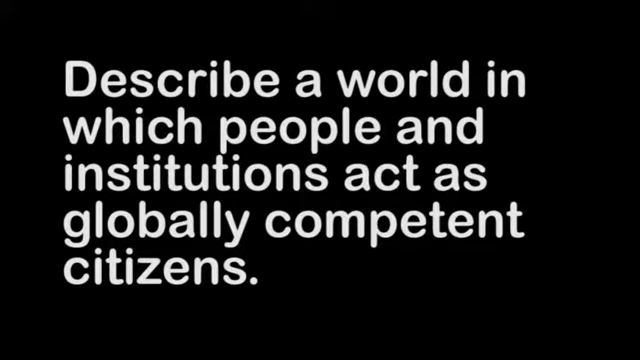 Describe a world in
which people and
institutions act as
globally competent
citizens.